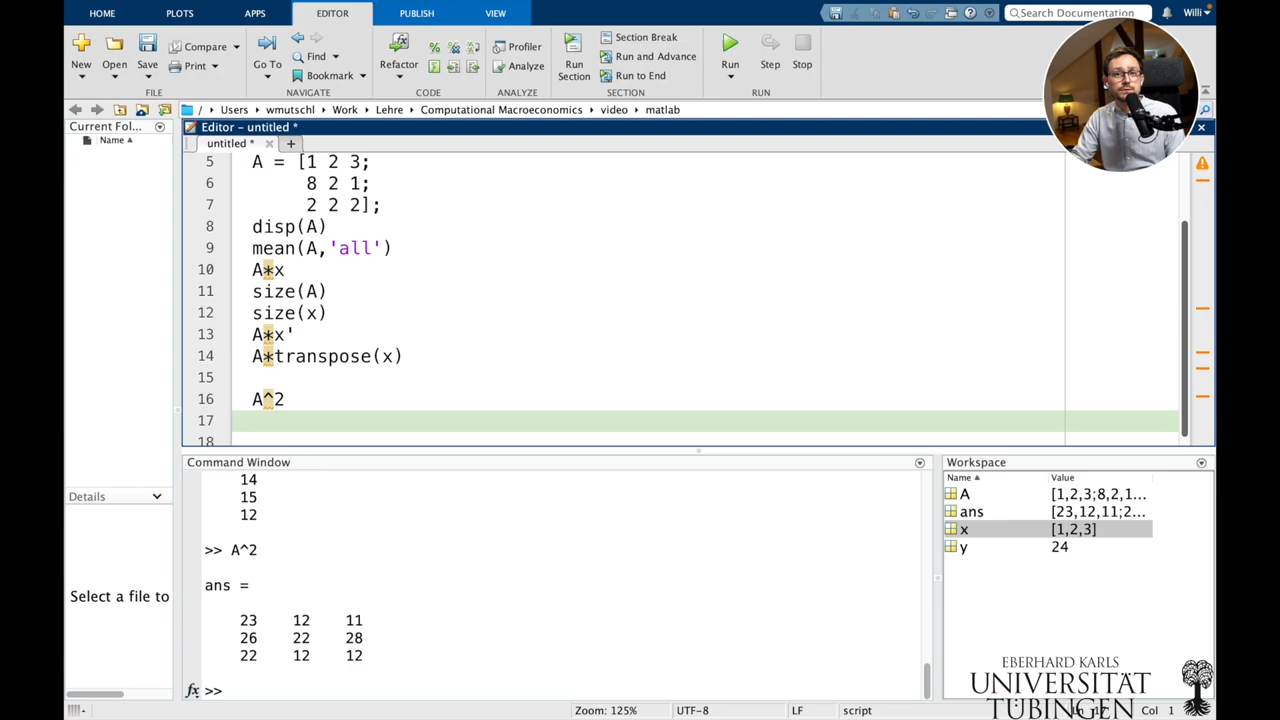 HOME PLOTS APPS EDITOR PUBLISH VIEW Search Documentation Willi
New Open Save Compare Print Go To Find Bookmark Refactor Profiler Analyze Run Section Section Break Run and Advance Run to End Run Step Stop
FILE NAVIGATE CODE ANALYZE SECTION RUN
/ Users wmutschl Work Lehre Computational Macroeconomics video matlab
Current Fol...
Name
Editor - untitled *
untitled *
5 A = [1 2 3;
6 8 2 1;
7 2 2 2];
8 disp(A)
9 mean(A,'all')
10 A*x
11 size(A)
12 size(x)
13 A*x'
14 A*transpose(x)
15
16 A^2
17
18
Details
Select a file to
Command Window
14
15
12
>> A^2
ans =
23 12 11
26 22 28
22 12 12
fx >>
Workspace
Name Value
A [1,2,3;8,2,1...
ans [23,12,11;2...
x [1,2,3]
y 24
EBERHARD KARLS
UNIVERSITÄT
TÜBINGEN
Zoom: 125% UTF-8 LF script Col 1